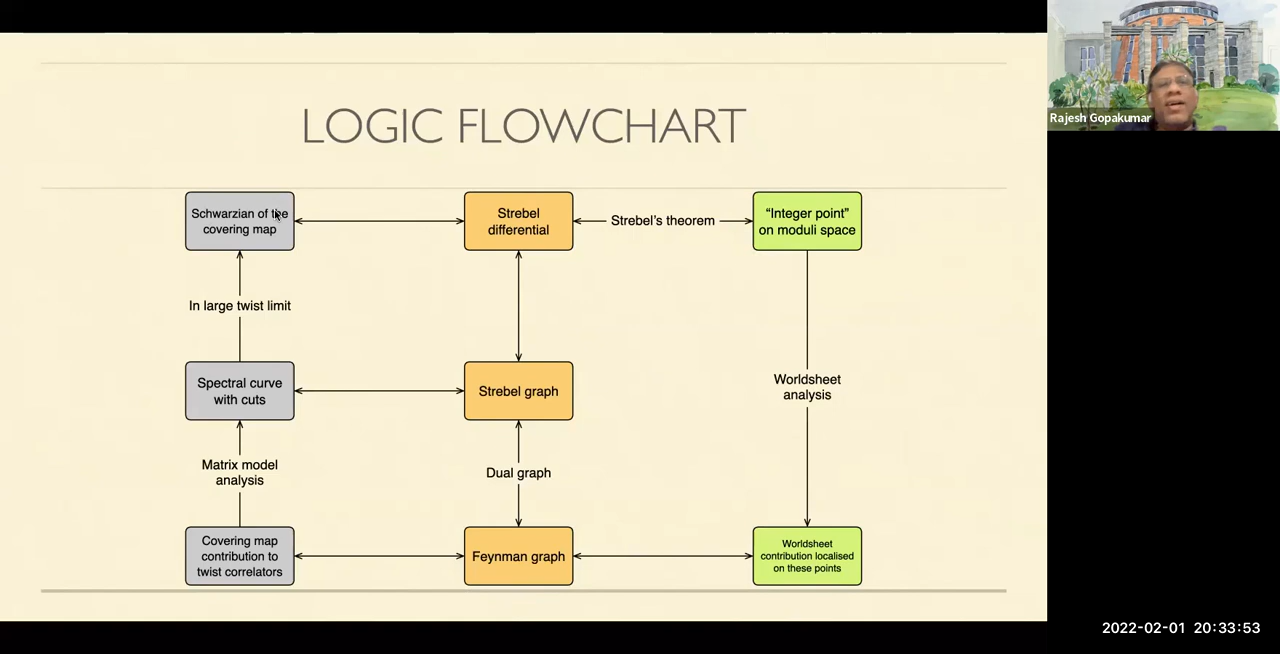 LOGIC FLOWCHART
Rajesh Gopakumar
Schwarzian of the
covering map
Strebel
differential
Strebel's theorem
“Integer point”
on moduli space
In large twist limit
Spectral curve
with cuts
Strebel graph
Worldsheet
analysis
Matrix model
analysis
Dual graph
Covering map
contribution to
twist correlators
Feynman graph
Worldsheet
contribution localised
on these points
2022-02-01 20:33:53